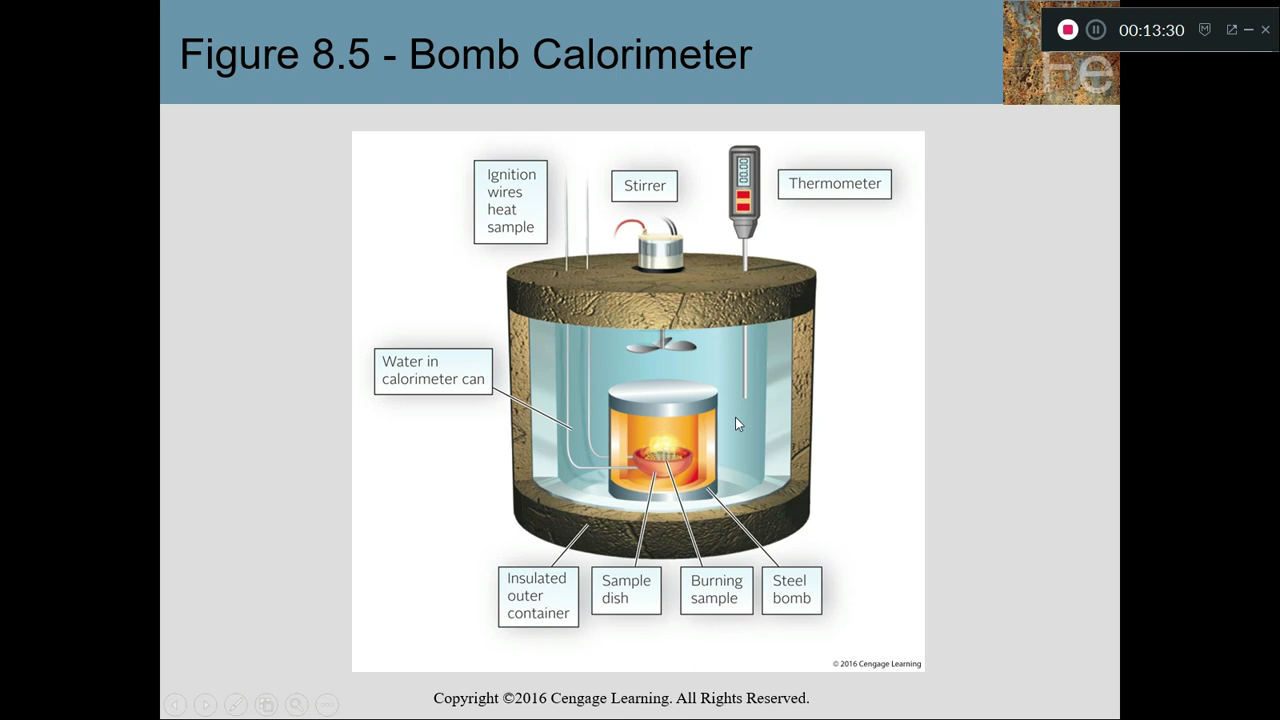 Figure 8.5 - Bomb Calorimeter
Fe
00:13:30
Ignition
wires
heat
sample
Stirrer
Thermometer
Water in
calorimeter can
Insulated
outer
container
Sample
dish
Burning
sample
Steel
bomb
© 2016 Cengage Learning
Copyright ©2016 Cengage Learning. All Rights Reserved.